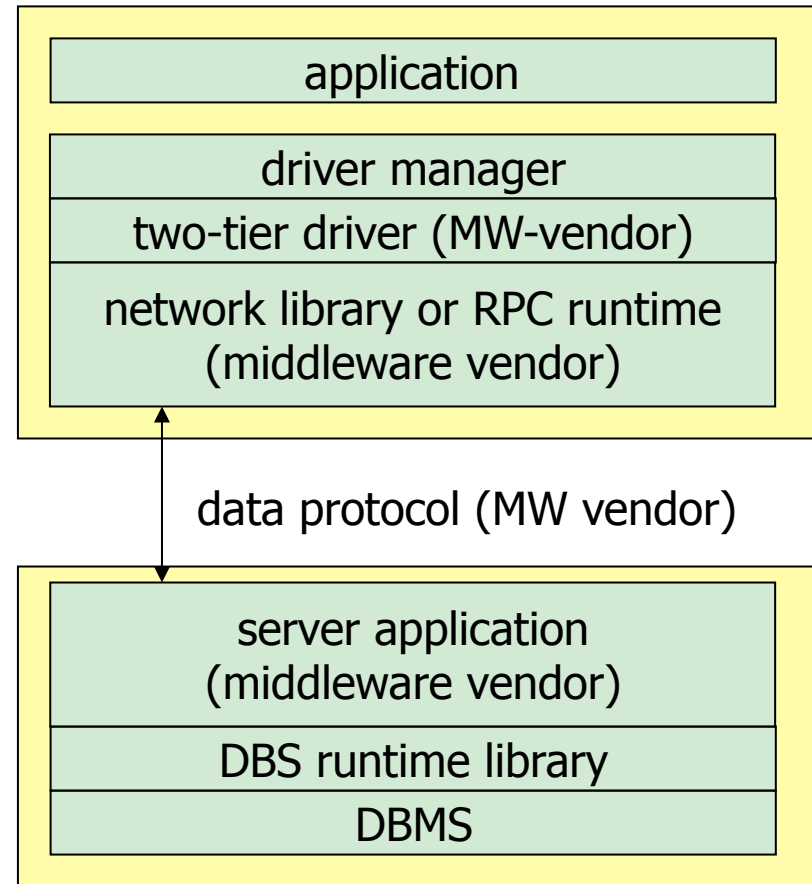 application
driver manager
two-tier driver (MW-vendor)
network library or RPC runtime
(middleware vendor)
data protocol (MW vendor)
server application
(middleware vendor)
DBS runtime library
DBMS